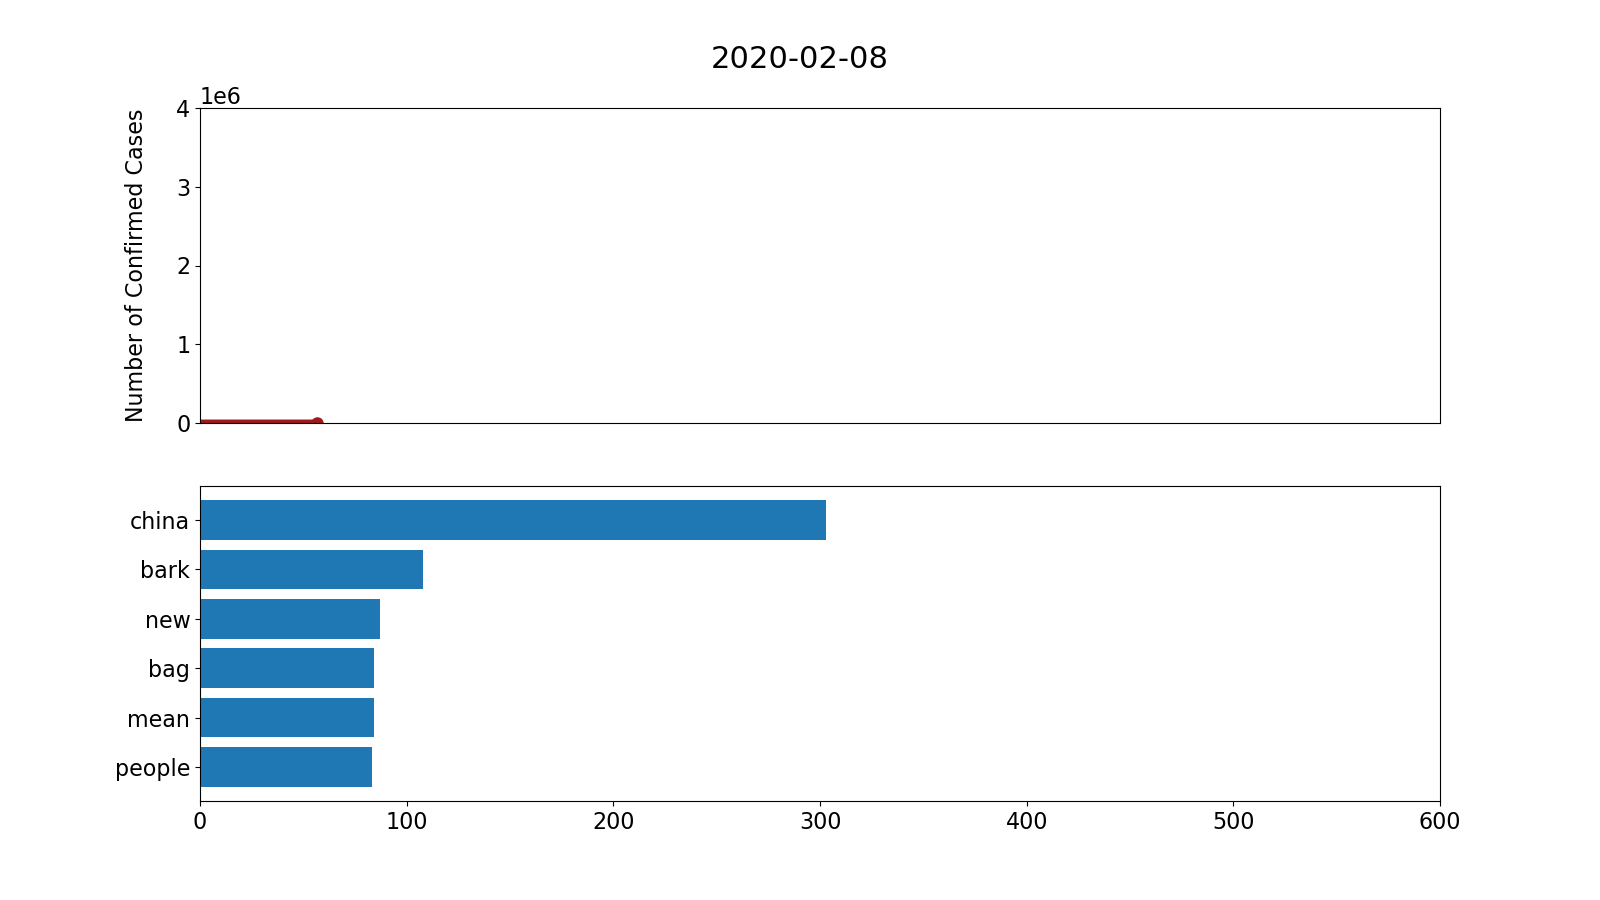 2020-02-08
1e6
4
3
2
1
0
Number of Confirmed Cases
china
bark
new
bag
mean
people
0 100 200 300 400 500 600